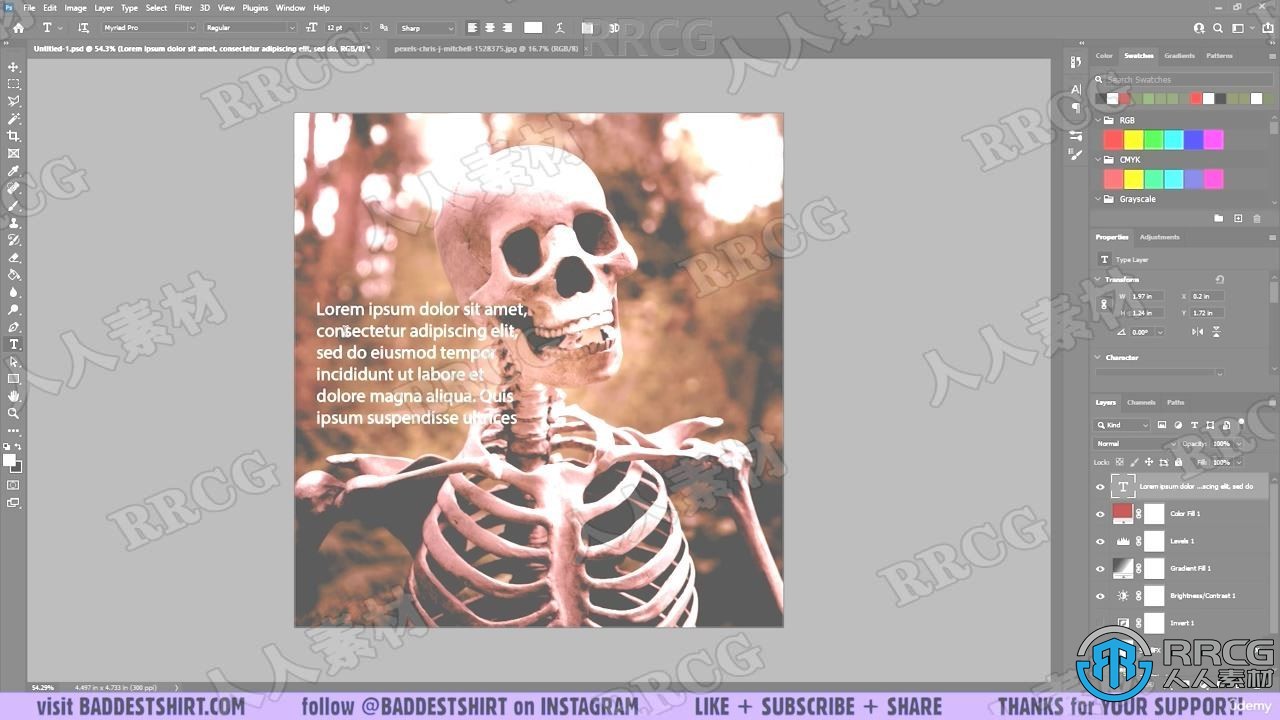 File Edit Image Layer Type Select Filter 3D View Plugins Window Help
Myriad Pro Regular 12 pt Sharp 3D
Untitled-1.psd @ 54.3% (Lorem ipsum dolor sit amet, consectetur adipiscing elit, sed do, RGB/8) * ×
pexels-chris-j-mitchell-1528375.jpg @ 16.7% (RGB/8) ×
Lorem ipsum dolor sit amet,
consectetur adipiscing elit,
sed do eiusmod tempor
incididunt ut labore et
dolore magna aliqua. Quis
ipsum suspendisse ultrices
Color Swatches Gradients Patterns
Search Swatches
RGB
CMYK
Grayscale
Properties Adjustments
Type Layer
Transform
W 1.97 in X 0.2 in
H 1.24 in Y 1.72 in
0.00°
Character
Layers Channels Paths
Kind
Normal Opacity: 100%
Lock: Fill: 100%
Lorem ipsum dolor ...scing elit, sed do
Color Fill 1
Levels 1
Gradient Fill 1
Brightness/Contrast 1
Invert 1
54.29% 4.497 in x 4.733 in (300 ppi)
RRCG
人人素材
visit BADDESTSHIRT.COM follow @BADDESTSHIRT on INSTAGRAM LIKE + SUBSCRIBE + SHARE THANKS for YOUR SUPPORT
Udemy